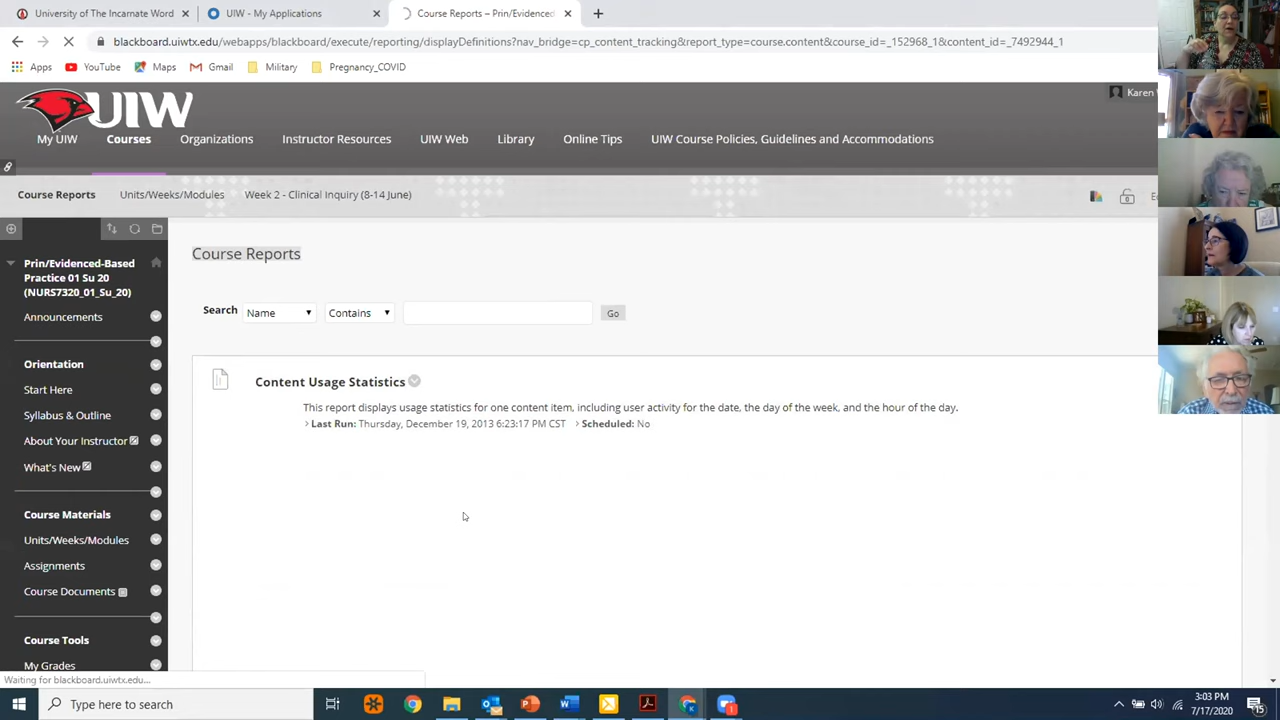 University of The Incarnate Word
UIW - My Applications
Course Reports – Prin/Evidenced
blackboard.uiwtx.edu/webapps/blackboard/execute/reporting/displayDefinitions?nav_bridge=cp_content_tracking&report_type=course.content&course_id=_152968_1&content_id=_7492944_1
Apps
YouTube
Maps
Gmail
Military
Pregnancy_COVID
UIW
Karen
My UIW
Courses
Organizations
Instructor Resources
UIW Web
Library
Online Tips
UIW Course Policies, Guidelines and Accommodations
Course Reports
Units/Weeks/Modules
Week 2 - Clinical Inquiry (8-14 June)
Prin/Evidenced-Based
Practice 01 Su 20
(NURS7320_01_Su_20)
Announcements
Orientation
Start Here
Syllabus & Outline
About Your Instructor
What's New
Course Materials
Units/Weeks/Modules
Assignments
Course Documents
Course Tools
My Grades
Course Reports
Search
Name
Contains
Go
Content Usage Statistics
This report displays usage statistics for one content item, including user activity for the date, the day of the week, and the hour of the day.
Last Run: Thursday, December 19, 2013 6:23:17 PM CST
Scheduled: No
Waiting for blackboard.uiwtx.edu...
Type here to search
3:03 PM
7/17/2020
15